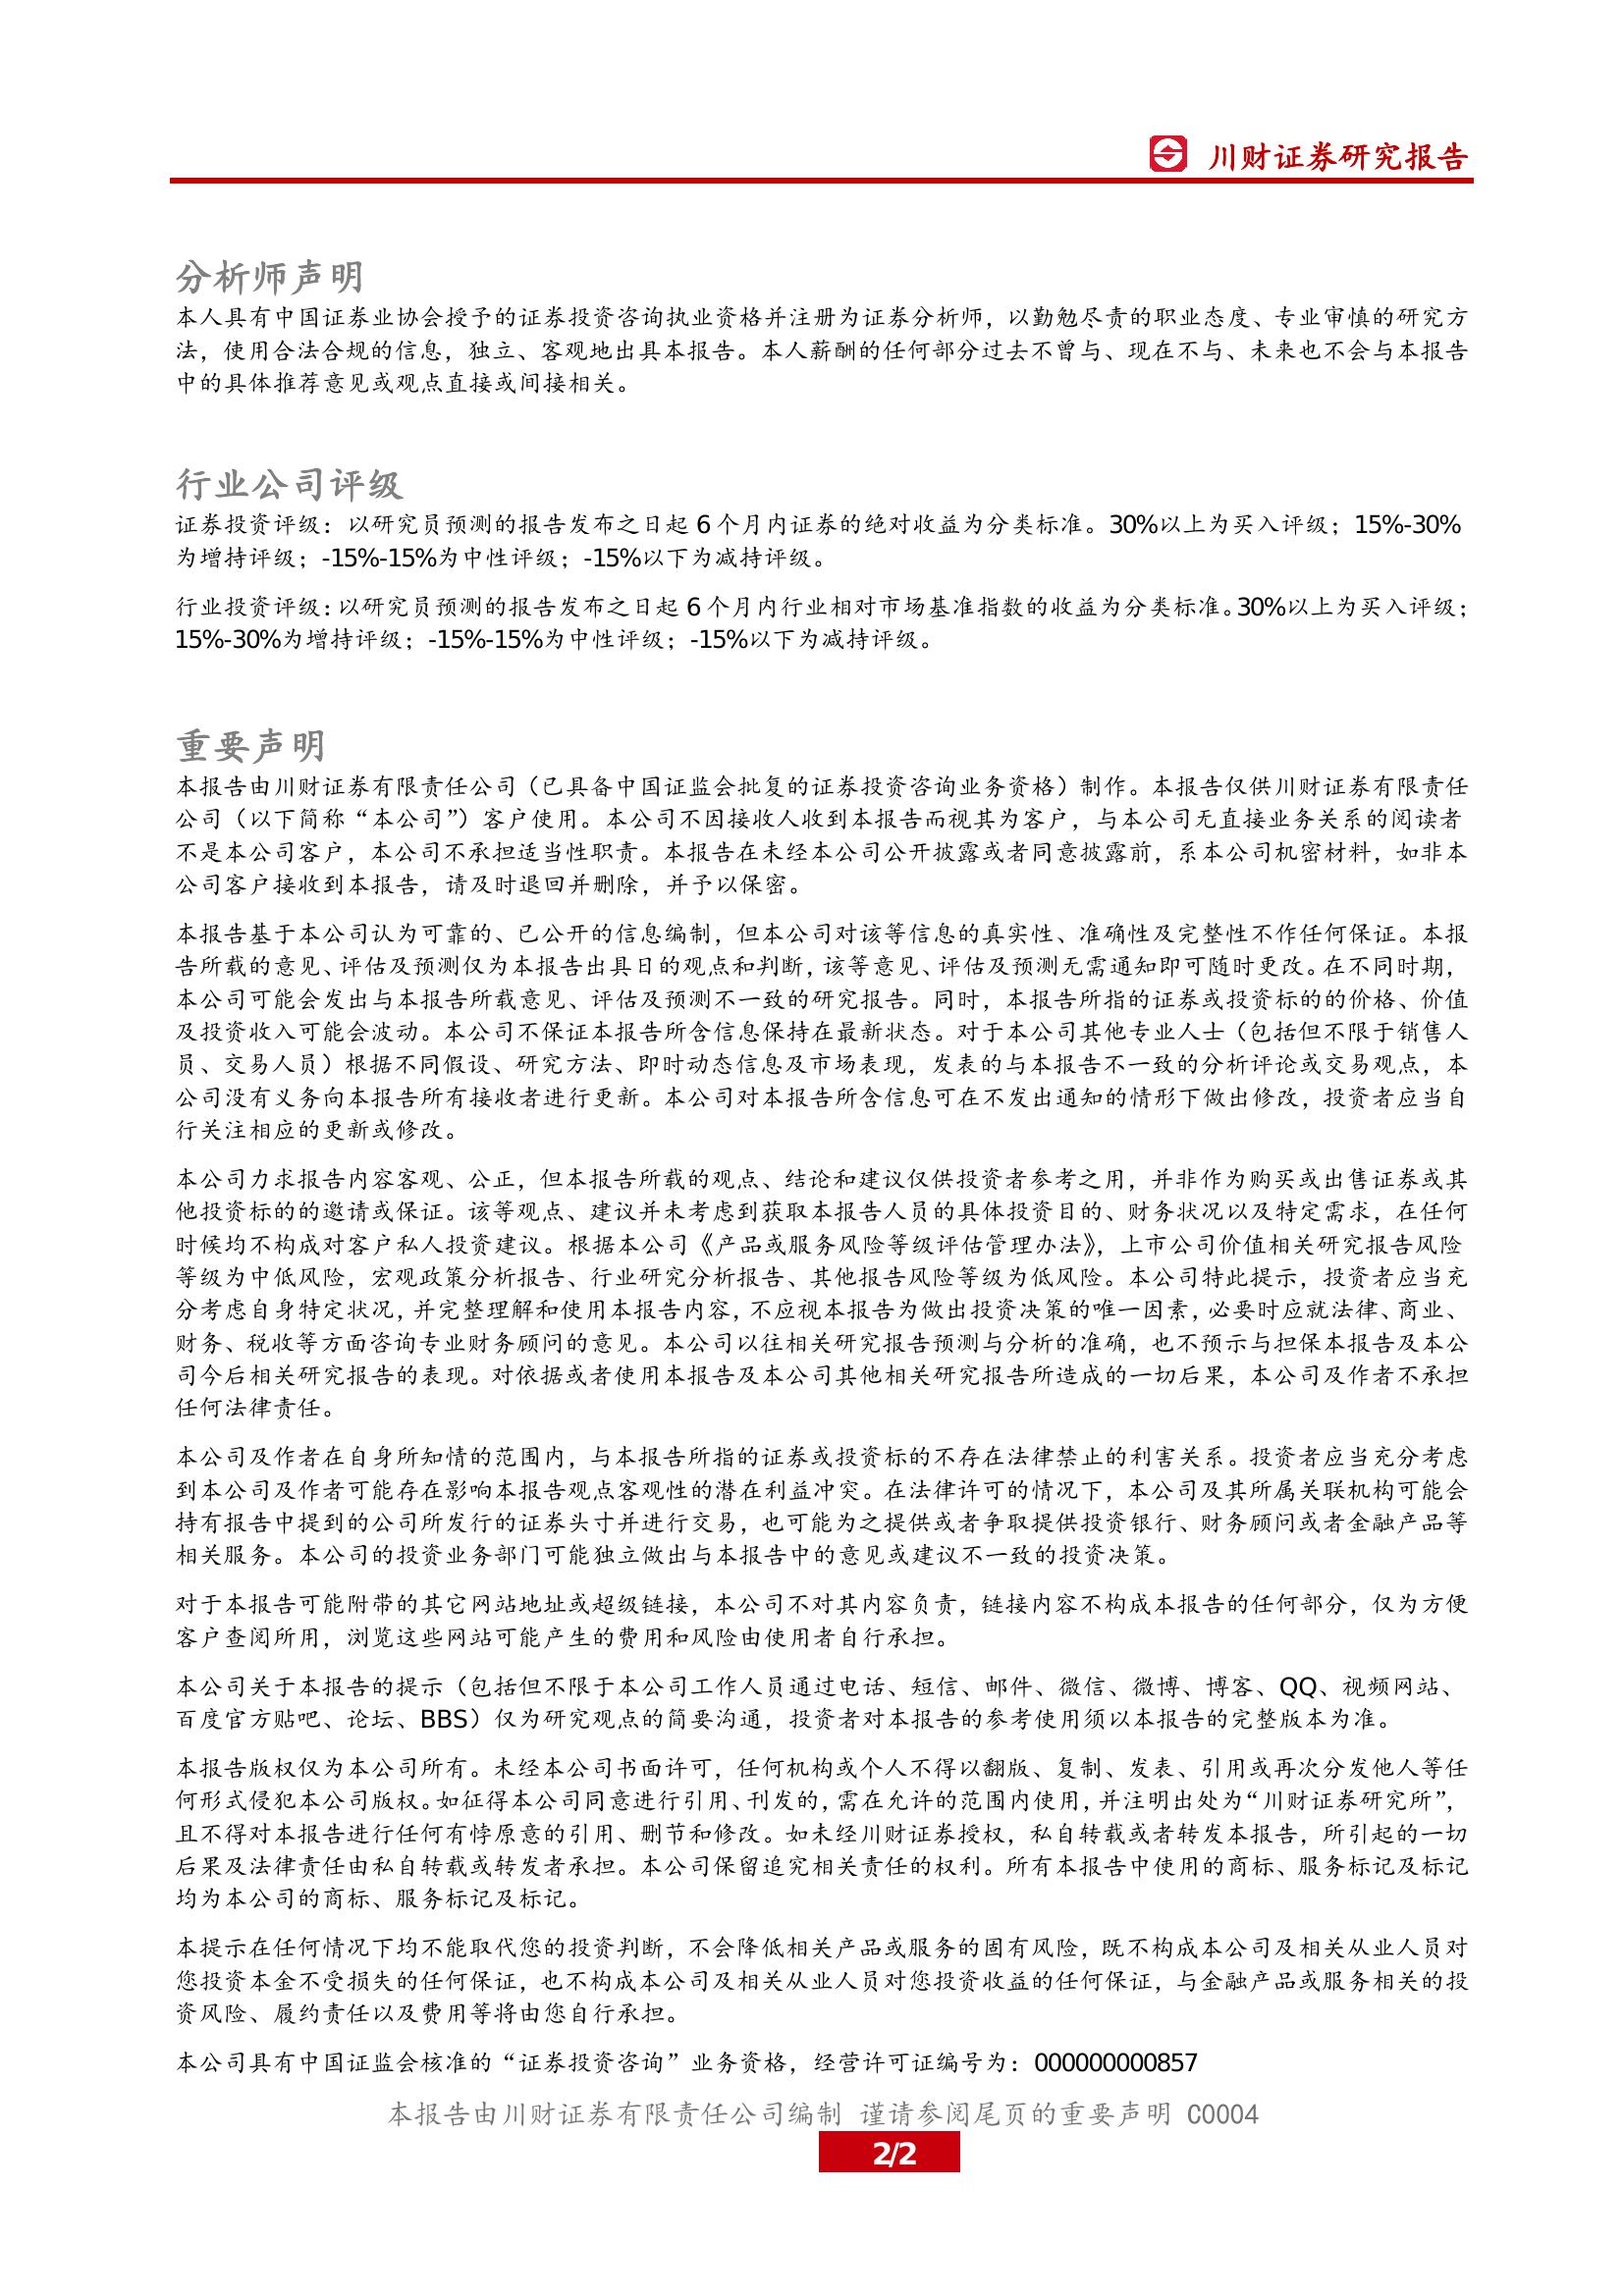 川财证券研究报告
分析师声明
本人具有中国证券业协会授予的证券投资咨询执业资格并注册为证券分析师，以勤勉尽责的职业态度、专业审慎的研究方
法，使用合法合规的信息，独立、客观地出具本报告。本人薪酬的任何部分过去不曾与、现在不与、未来也不会与本报告
中的具体推荐意见或观点直接或间接相关。
行业公司评级
证券投资评级：以研究员预测的报告发布之日起 6 个月内证券的绝对收益为分类标准。30%以上为买入评级；15%-30%
为增持评级；-15%-15%为中性评级；-15%以下为减持评级。
行业投资评级：以研究员预测的报告发布之日起 6 个月内行业相对市场基准指数的收益为分类标准。30%以上为买入评级；
15%-30%为增持评级；-15%-15%为中性评级；-15%以下为减持评级。
重要声明
本报告由川财证券有限责任公司（已具备中国证监会批复的证券投资咨询业务资格）制作。本报告仅供川财证券有限责任
公司（以下简称“本公司”）客户使用。本公司不因接收人收到本报告而视其为客户，与本公司无直接业务关系的阅读者
不是本公司客户，本公司不承担适当性职责。本报告在未经本公司公开披露或者同意披露前，系本公司机密材料，如非本
公司客户接收到本报告，请及时退回并删除，并予以保密。
本报告基于本公司认为可靠的、已公开的信息编制，但本公司对该等信息的真实性、准确性及完整性不作任何保证。本报
告所载的意见、评估及预测仅为本报告出具日的观点和判断，该等意见、评估及预测无需通知即可随时更改。在不同时期，
本公司可能会发出与本报告所载意见、评估及预测不一致的研究报告。同时，本报告所指的证券或投资标的的价格、价值
及投资收入可能会波动。本公司不保证本报告所含信息保持在最新状态。对于本公司其他专业人士（包括但不限于销售人
员、交易人员）根据不同假设、研究方法、即时动态信息及市场表现，发表的与本报告不一致的分析评论或交易观点，本
公司没有义务向本报告所有接收者进行更新。本公司对本报告所含信息可在不发出通知的情形下做出修改，投资者应当自
行关注相应的更新或修改。
本公司力求报告内容客观、公正，但本报告所载的观点、结论和建议仅供投资者参考之用，并非作为购买或出售证券或其
他投资标的的邀请或保证。该等观点、建议并未考虑到获取本报告人员的具体投资目的、财务状况以及特定需求，在任何
时候均不构成对客户私人投资建议。根据本公司《产品或服务风险等级评估管理办法》，上市公司价值相关研究报告风险
等级为中低风险，宏观政策分析报告、行业研究分析报告、其他报告风险等级为低风险。本公司特此提示，投资者应当充
分考虑自身特定状况，并完整理解和使用本报告内容，不应视本报告为做出投资决策的唯一因素，必要时应就法律、商业、
财务、税收等方面咨询专业财务顾问的意见。本公司以往相关研究报告预测与分析的准确，也不预示与担保本报告及本公
司今后相关研究报告的表现。对依据或者使用本报告及本公司其他相关研究报告所造成的一切后果，本公司及作者不承担
任何法律责任。
本公司及作者在自身所知情的范围内，与本报告所指的证券或投资标的不存在法律禁止的利害关系。投资者应当充分考虑
到本公司及作者可能存在影响本报告观点客观性的潜在利益冲突。在法律许可的情况下，本公司及其所属关联机构可能会
持有报告中提到的公司所发行的证券头寸并进行交易，也可能为之提供或者争取提供投资银行、财务顾问或者金融产品等
相关服务。本公司的投资业务部门可能独立做出与本报告中的意见或建议不一致的投资决策。
对于本报告可能附带的其它网站地址或超级链接，本公司不对其内容负责，链接内容不构成本报告的任何部分，仅为方便
客户查阅所用，浏览这些网站可能产生的费用和风险由使用者自行承担。
本公司关于本报告的提示（包括但不限于本公司工作人员通过电话、短信、邮件、微信、微博、博客、QQ、视频网站、
百度官方贴吧、论坛、BBS）仅为研究观点的简要沟通，投资者对本报告的参考使用须以本报告的完整版本为准。
本报告版权仅为本公司所有。未经本公司书面许可，任何机构或个人不得以翻版、复制、发表、引用或再次分发他人等任
何形式侵犯本公司版权。如征得本公司同意进行引用、刊发的，需在允许的范围内使用，并注明出处为“川财证券研究所”，
且不得对本报告进行任何有悖原意的引用、删节和修改。如未经川财证券授权，私自转载或者转发本报告，所引起的一切
后果及法律责任由私自转载或转发者承担。本公司保留追究相关责任的权利。所有本报告中使用的商标、服务标记及标记
均为本公司的商标、服务标记及标记。
本提示在任何情况下均不能取代您的投资判断，不会降低相关产品或服务的固有风险，既不构成本公司及相关从业人员对
您投资本金不受损失的任何保证，也不构成本公司及相关从业人员对您投资收益的任何保证，与金融产品或服务相关的投
资风险、履约责任以及费用等将由您自行承担。
本公司具有中国证监会核准的“证券投资咨询”业务资格，经营许可证编号为：000000000857
本报告由川财证券有限责任公司编制 谨请参阅尾页的重要声明 C0004
2/2